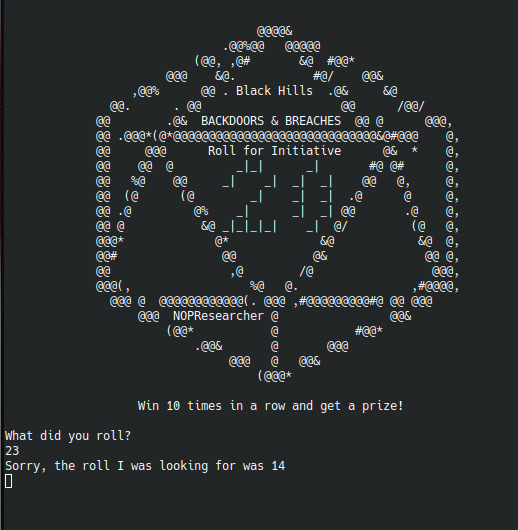 Black Hills
BACKDOORS & BREACHES
Roll for Initiative
24
NOPResearcher
Win 10 times in a row and get a prize!
What did you roll?
23
Sorry, the roll I was looking for was 14